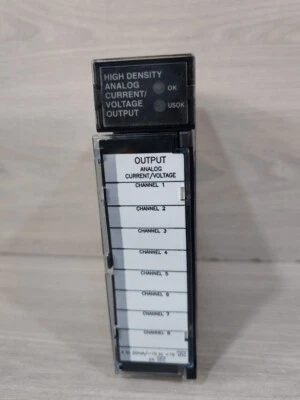 HIGH DENSITY
ANALOG
CURRENT/
VOLTAGE
OUTPUT
OK
USOK
OUTPUT
ANALOG
CURRENT/VOLTAGE
CHANNEL 1
CHANNEL 2
CHANNEL 3
CHANNEL 4
CHANNEL 5
CHANNEL 6
CHANNEL 7
CHANNEL 8